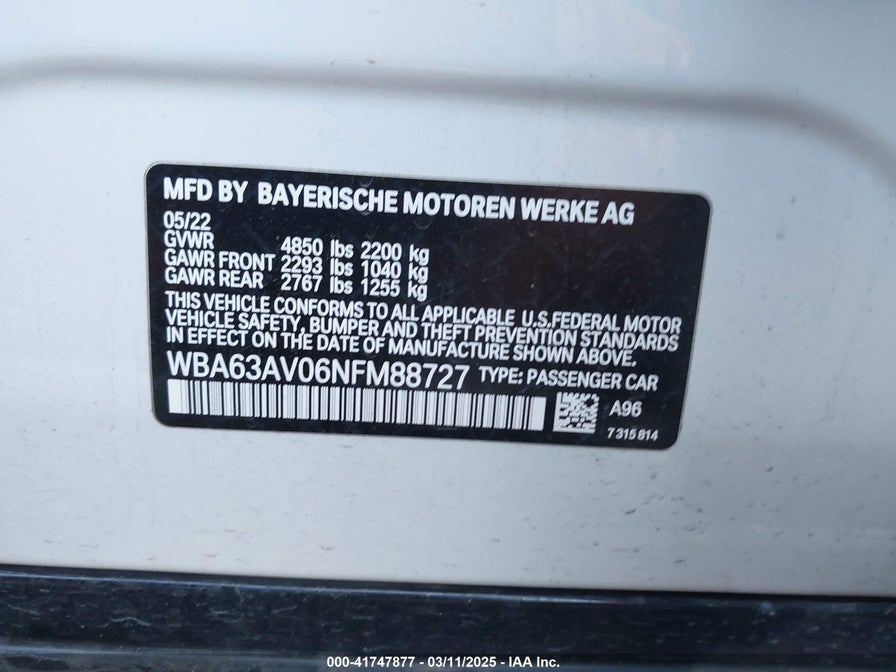 MFD BY BAYERISCHE MOTOREN WERKE AG
05/22
GVWR 4850 lbs 2200 kg
GAWR FRONT 2293 lbs 1040 kg
GAWR REAR 2767 lbs 1255 kg
THIS VEHICLE CONFORMS TO ALL APPLICABLE U.S.FEDERAL MOTOR
VEHICLE SAFETY, BUMPER AND THEFT PREVENTION STANDARDS
IN EFFECT ON THE DATE OF MANUFACTURE SHOWN ABOVE.
WBA63AV06NFM88727 TYPE: PASSENGER CAR
A96
7315814
000-41747877 — 03/11/2025 — IAA Inc.